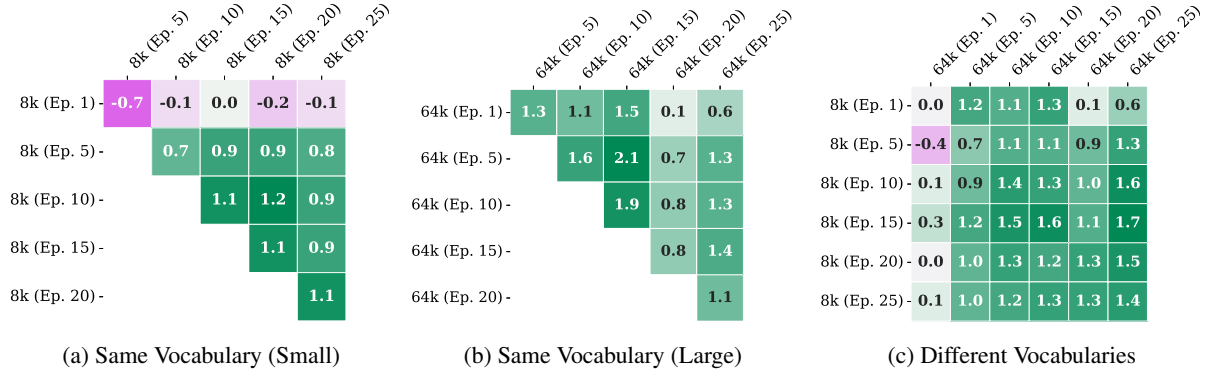 8k (Ep. 5) 8k (Ep. 10) 8k (Ep. 15) 8k (Ep. 20) 8k (Ep. 25)
8k (Ep. 1) -0.7 -0.1 0.0 -0.2 -0.1
8k (Ep. 5) 0.7 0.9 0.9 0.8
8k (Ep. 10) 1.1 1.2 0.9
8k (Ep. 15) 1.1 0.9
8k (Ep. 20) 1.1
(a) Same Vocabulary (Small)
64k (Ep. 5) 64k (Ep. 10) 64k (Ep. 15) 64k (Ep. 20) 64k (Ep. 25)
64k (Ep. 1) 1.3 1.1 1.5 0.1 0.6
64k (Ep. 5) 1.6 2.1 0.7 1.3
64k (Ep. 10) 1.9 0.8 1.3
64k (Ep. 15) 0.8 1.4
64k (Ep. 20) 1.1
(b) Same Vocabulary (Large)
64k (Ep. 1) 64k (Ep. 5) 64k (Ep. 10) 64k (Ep. 15) 64k (Ep. 20) 64k (Ep. 25)
8k (Ep. 1) 0.0 1.2 1.1 1.3 0.1 0.6
8k (Ep. 5) -0.4 0.7 1.1 1.1 0.9 1.3
8k (Ep. 10) 0.1 0.9 1.4 1.3 1.0 1.6
8k (Ep. 15) 0.3 1.2 1.5 1.6 1.1 1.7
8k (Ep. 20) 0.0 1.0 1.3 1.2 1.3 1.5
8k (Ep. 25) 0.1 1.0 1.2 1.3 1.3 1.4
(c) Different Vocabularies